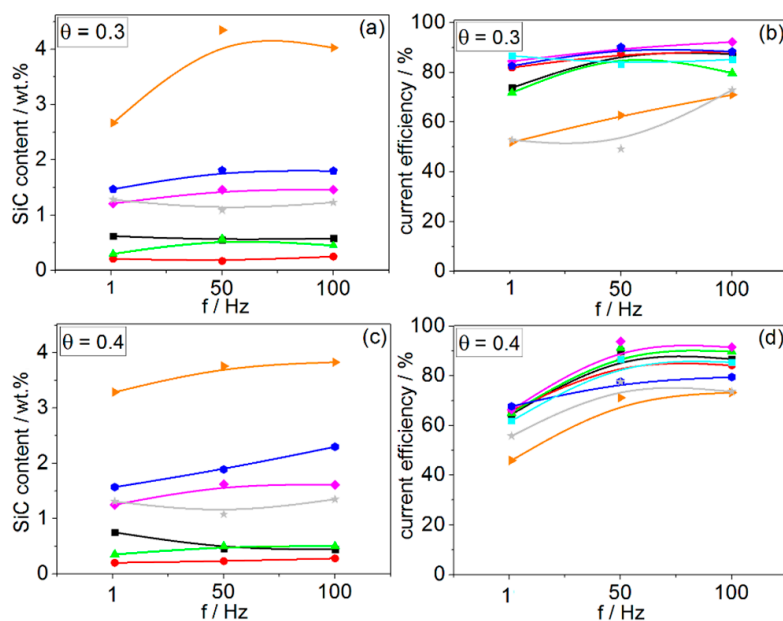 θ = 0.3
(a)
SiC content / wt.%
4
3
2
1
0
1 50 100
f / Hz
θ = 0.3
(b)
current efficiency / %
100
80
60
40
20
0
1 50 100
f / Hz
θ = 0.4
(c)
SiC content / wt.%
4
3
2
1
0
1 50 100
f / Hz
θ = 0.4
(d)
current efficiency / %
100
80
60
40
20
0
1 50 100
f / Hz